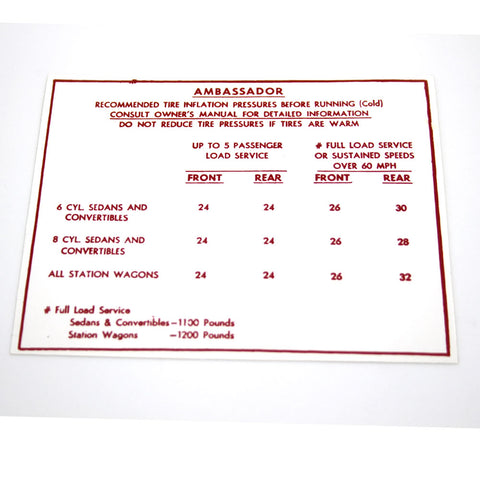 AMBASSADOR
RECOMMENDED TIRE INFLATION PRESSURES BEFORE RUNNING (Cold)
CONSULT OWNER'S MANUAL FOR DETAILED INFORMATION
DO NOT REDUCE TIRE PRESSURES IF TIRES ARE WARM
UP TO 5 PASSENGER # FULL LOAD SERVICE
LOAD SERVICE OR SUSTAINED SPEEDS
OVER 60 MPH
FRONT REAR FRONT REAR
6 CYL. SEDANS AND 24 24 26 30
CONVERTIBLES
8 CYL. SEDANS AND 24 24 26 28
CONVERTIBLES
ALL STATION WAGONS 24 24 26 32
# Full Load Service
Sedans & Convertibles–1100 Pounds
Station Wagons –1200 Pounds